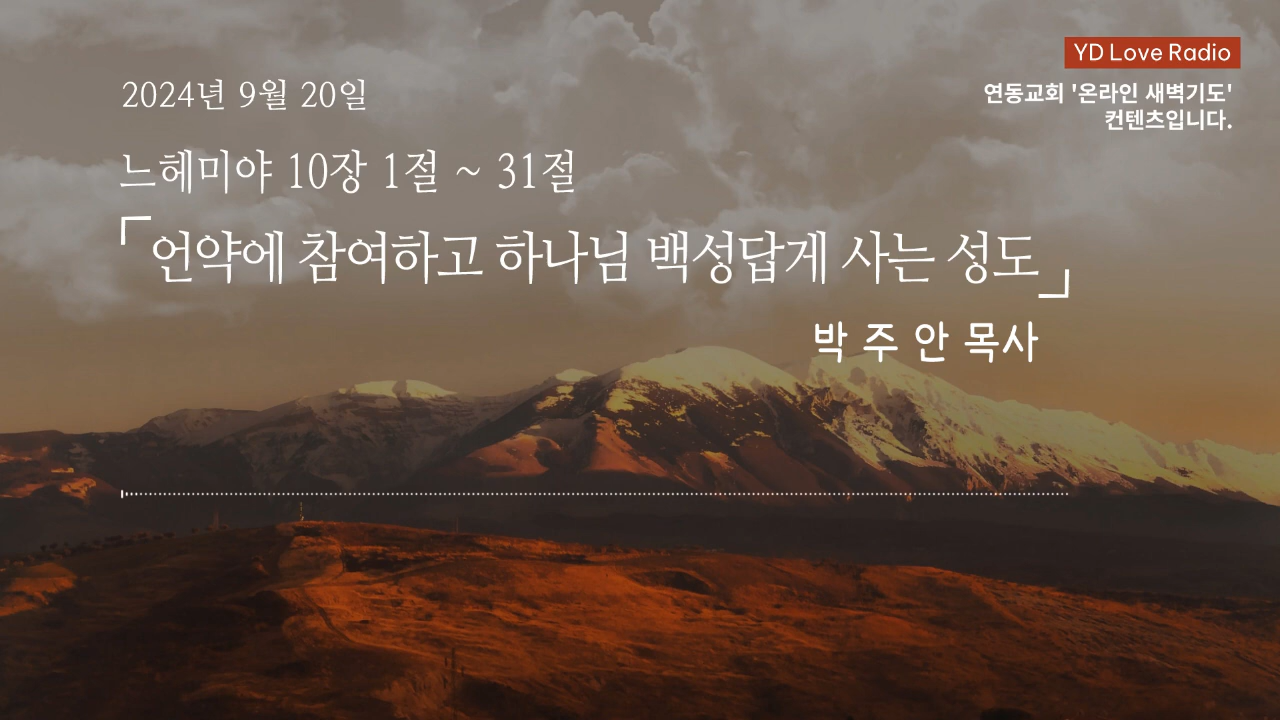 YD Love Radio
연동교회 '온라인 새벽기도'
컨텐츠입니다.
2024년 9월 20일
느헤미야 10장 1절 ~ 31절
「언약에 참여하고 하나님 백성답게 사는 성도」
박 주 안 목사